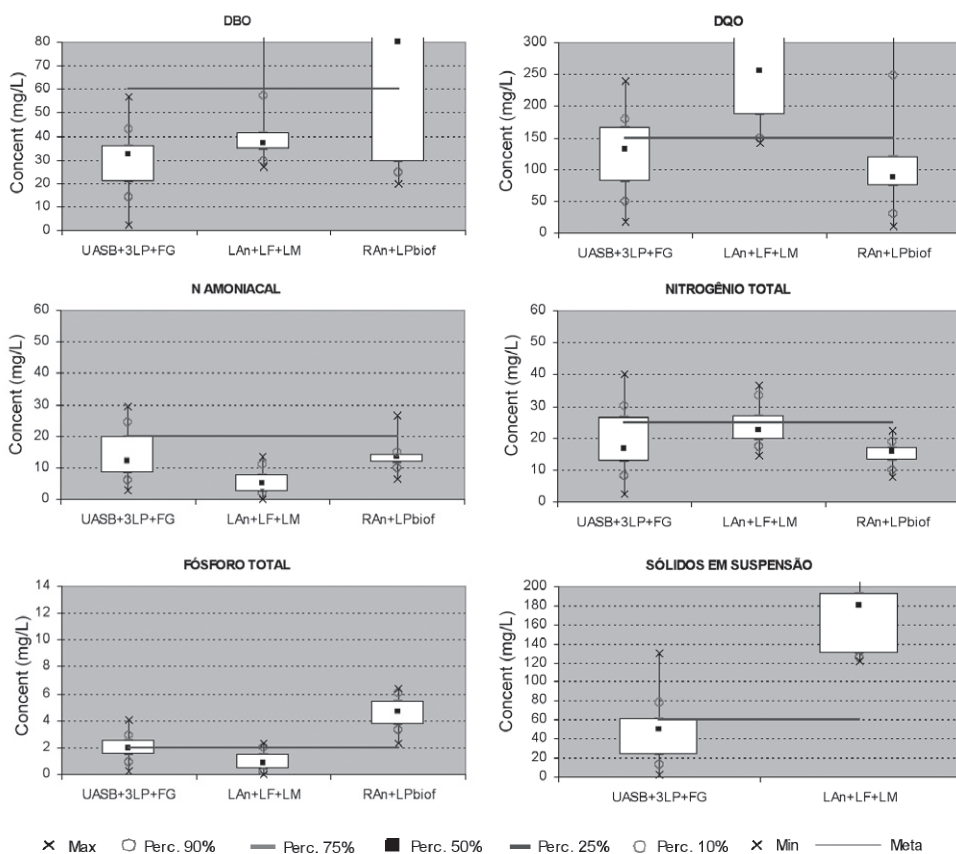 DBO
Concent (mg/L)
80
70
60
50
40
30
20
10
0
UASB+3LP+FG
LAn+LF+LM
RAn+LPbiof
DQO
Concent (mg/L)
300
250
200
150
100
50
0
UASB+3LP+FG
LAn+LF+LM
RAn+LPbiof
N AMONIACAL
Concent (mg/L)
60
50
40
30
20
10
0
UASB+3LP+FG
LAn+LF+LM
RAn+LPbiof
NITROGÊNIO TOTAL
Concent (mg/L)
60
50
40
30
20
10
0
UASB+3LP+FG
LAn+LF+LM
RAn+LPbiof
FÓSFORO TOTAL
Concent (mg/L)
14
12
10
8
6
4
2
0
UASB+3LP+FG
LAn+LF+LM
RAn+LPbiof
SÓLIDOS EM SUSPENSÃO
Concent (mg/L)
200
180
160
140
120
100
80
60
40
20
0
UASB+3LP+FG
LAn+LF+LM
Max Perc. 90% Perc. 75% Perc. 50% Perc. 25% Perc. 10% Min Meta